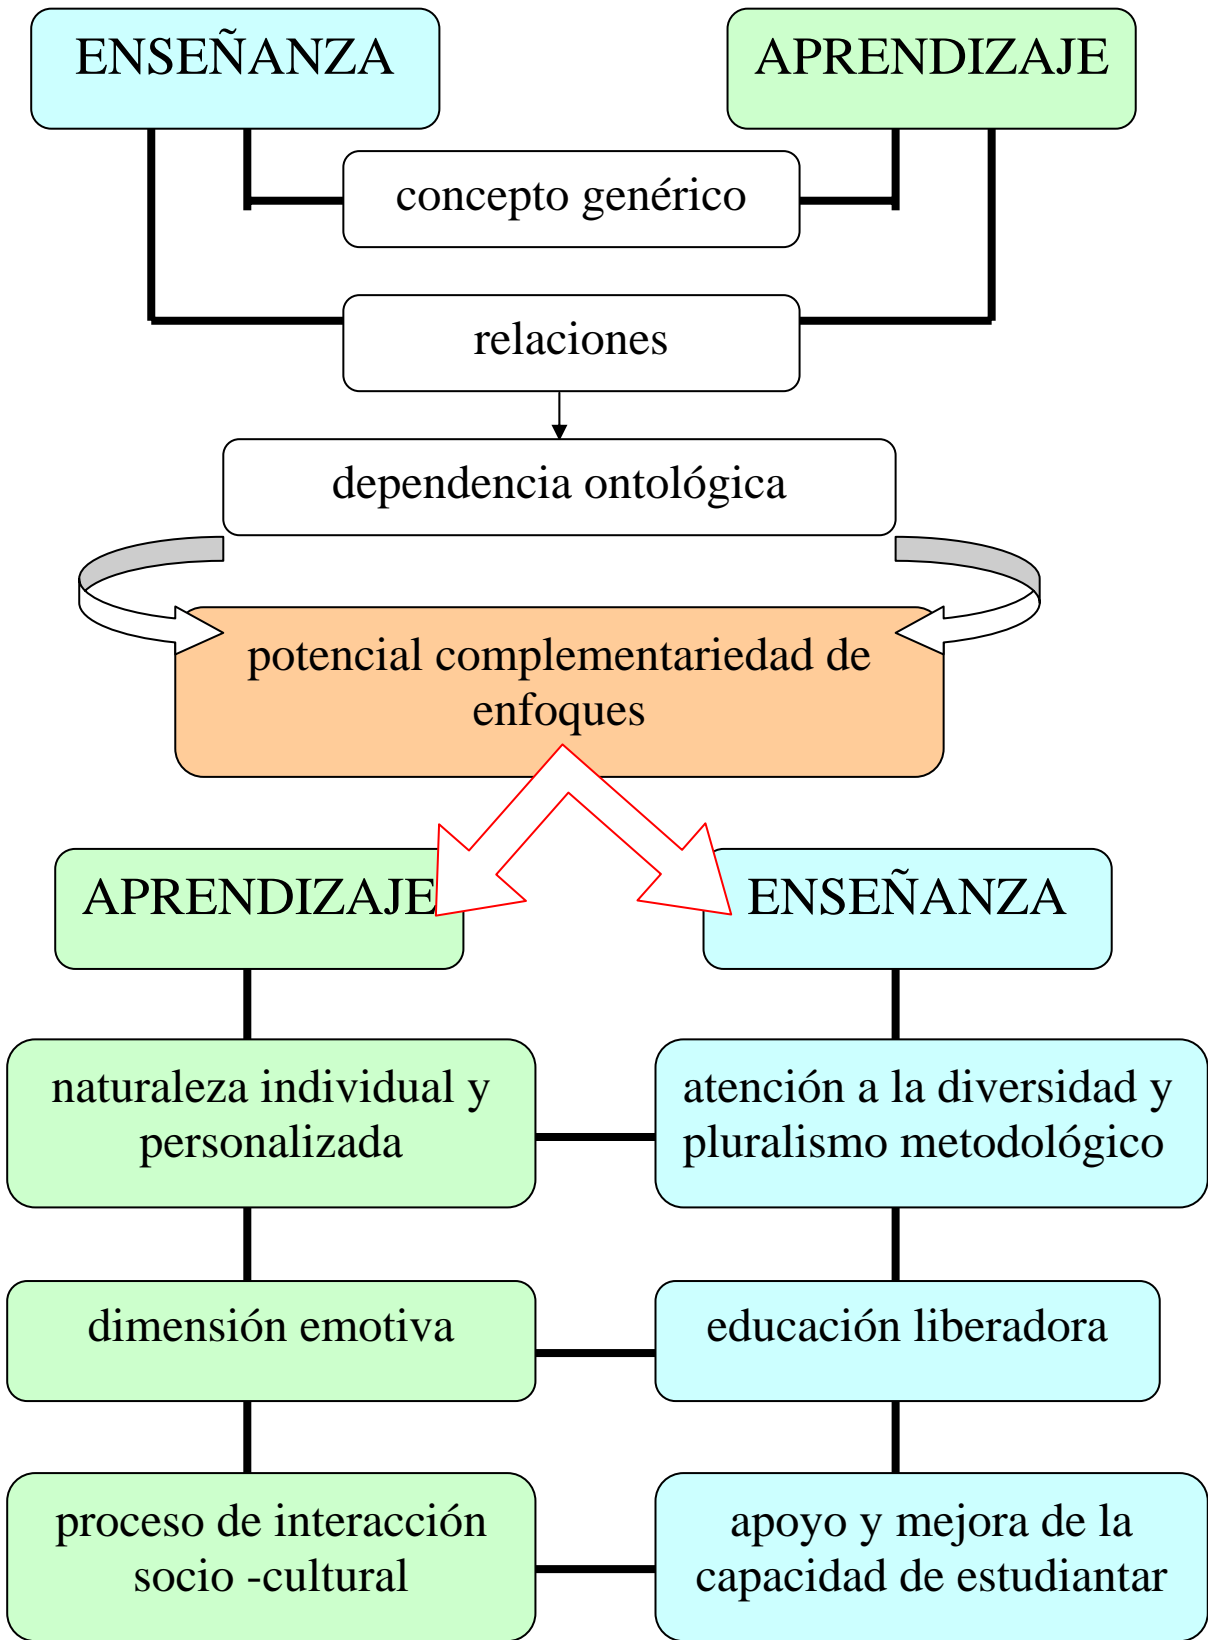 ENSEÑANZA
APRENDIZAJE
concepto genérico
relaciones
dependencia ontológica
potencial complementariedad de
enfoques
APRENDIZAJE
ENSEÑANZA
naturaleza individual y
personalizada
atención a la diversidad y
pluralismo metodológico
dimensión emotiva
educación liberadora
proceso de interacción
socio -cultural
apoyo y mejora de la
capacidad de estudiantar